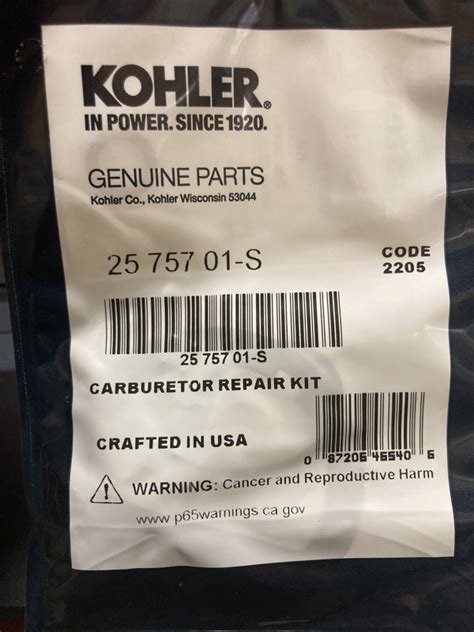 KOHLER®
IN POWER. SINCE 1920.
GENUINE PARTS
Kohler Co., Kohler Wisconsin 53044
25 757 01-S
CODE
2205
25 757 01-S
CARBURETOR REPAIR KIT
CRAFTED IN USA
0 87206 46540 6
WARNING: Cancer and Reproductive Harm
www.p65warnings.ca.gov